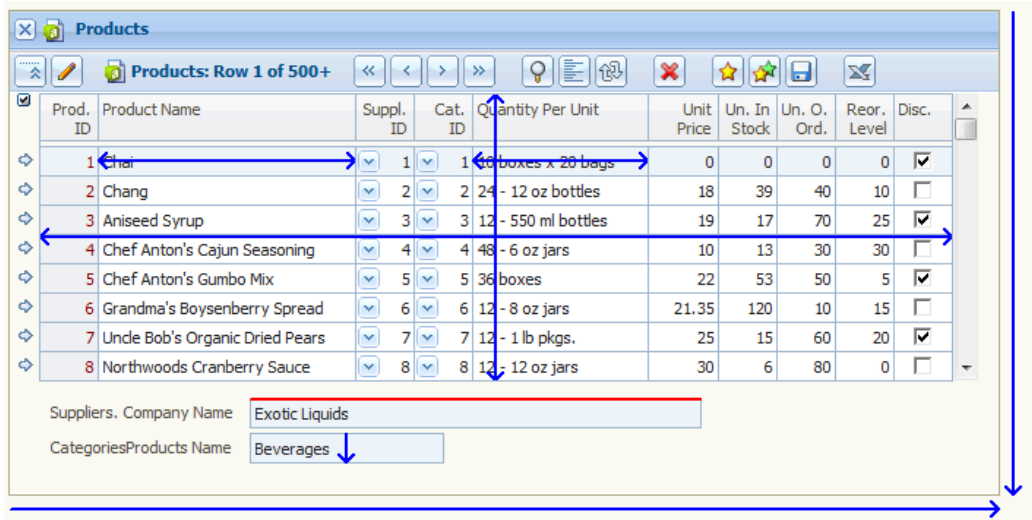 Products
Products: Row 1 of 500+
Prod. ID Product Name Suppl. ID Cat. ID Quantity Per Unit Unit Price Un. In Stock Un. O. Ord. Reor. Level Disc.
1 Chai 1 1 10 boxes x 20 bags 0 0 0 0
2 Chang 2 2 24 - 12 oz bottles 18 39 40 10
3 Aniseed Syrup 3 3 12 - 550 ml bottles 19 17 70 25
4 Chef Anton's Cajun Seasoning 4 4 48 - 6 oz jars 10 13 30 30
5 Chef Anton's Gumbo Mix 5 5 36 boxes 22 53 50 5
6 Grandma's Boysenberry Spread 6 6 12 - 8 oz jars 21.35 120 10 15
7 Uncle Bob's Organic Dried Pears 7 7 12 - 1 lb pkgs. 25 15 60 20
8 Northwoods Cranberry Sauce 8 8 12 - 12 oz jars 30 6 80 0
Suppliers. Company Name Exotic Liquids
CategoriesProducts Name Beverages